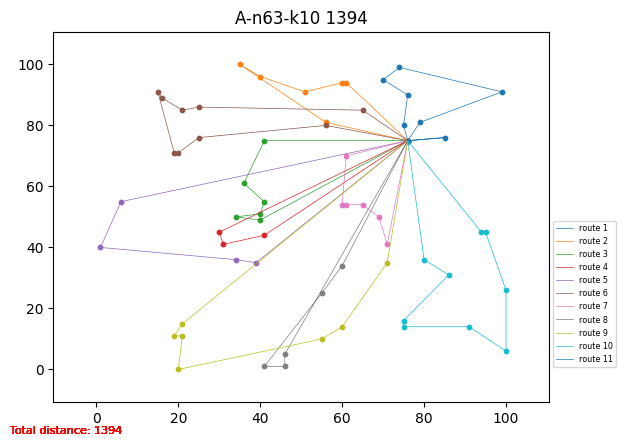 A-n63-k10 1394
100
80
60
40
20
0
0 20 40 60 80 100
route 1
route 2
route 3
route 4
route 5
route 6
route 7
route 8
route 9
route 10
route 11
Total distance: 1394